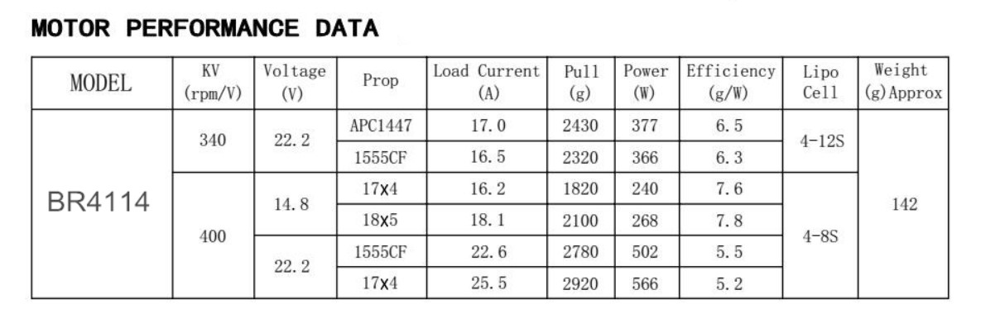 MOTOR PERFORMANCE DATA
MODEL KV (rpm/V) Voltage (V) Prop Load Current (A) Pull (g) Power (W) Efficiency (g/W) Lipo Cell Weight (g)Approx
BR4114 340 22.2 APC1447 17.0 2430 377 6.5 4-12S 142
1555CF 16.5 2320 366 6.3
400 14.8 17x4 16.2 1820 240 7.6 4-8S
18x5 18.1 2100 268 7.8
22.2 1555CF 22.6 2780 502 5.5
17x4 25.5 2920 566 5.2